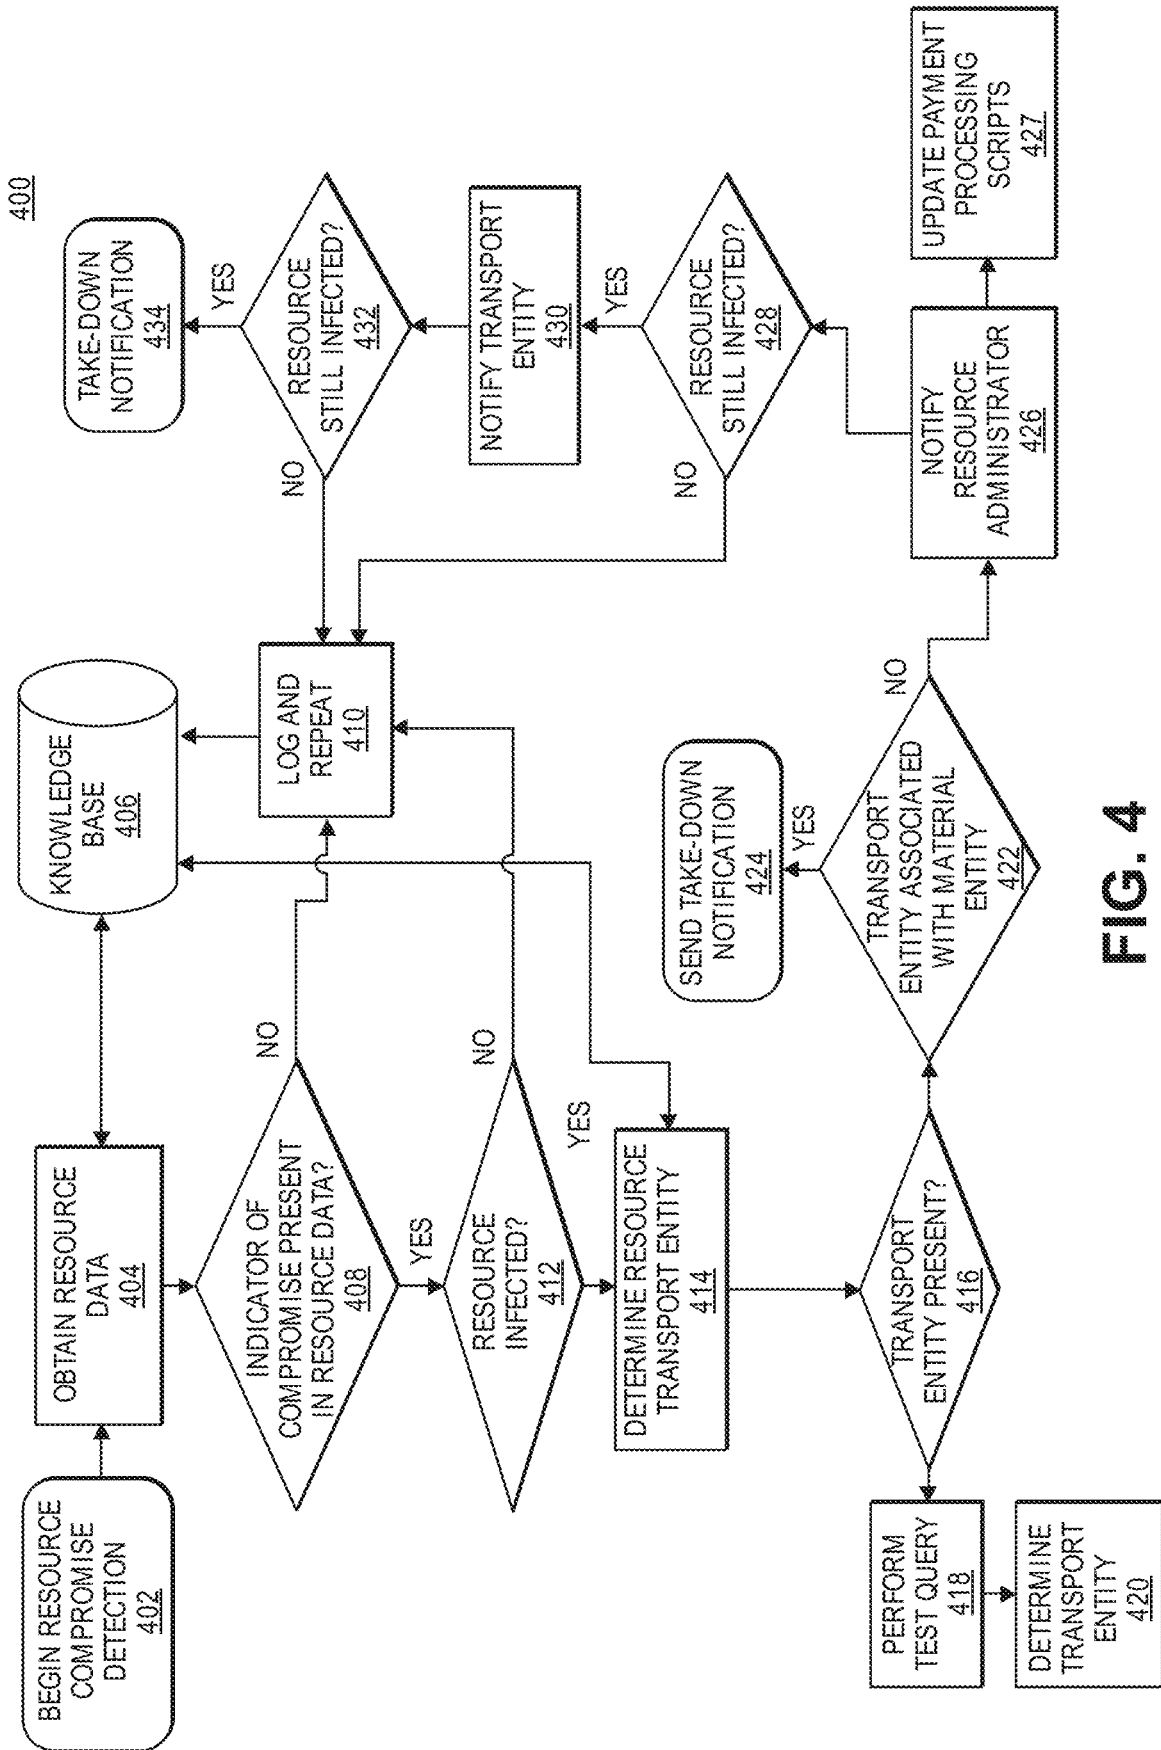 400
BEGIN RESOURCE
COMPROMISE
DETECTION
402
OBTAIN RESOURCE
DATA
404
KNOWLEDGE
BASE
406
INDICATOR OF
COMPROMISE PRESENT
IN RESOURCE DATA?
408
NO
YES
LOG AND
REPEAT
410
RESOURCE
INFECTED?
412
NO
YES
DETERMINE RESOURCE
TRANSPORT ENTITY
414
TRANSPORT
ENTITY PRESENT?
416
PERFORM
TEST QUERY
418
DETERMINE
TRANSPORT
ENTITY
420
TRANSPORT
ENTITY ASSOCIATED
WITH MATERIAL
ENTITY
422
YES
SEND TAKE-DOWN
NOTIFICATION
424
NO
NOTIFY
RESOURCE
ADMINISTRATOR
426
UPDATE PAYMENT
PROCESSING
SCRIPTS
427
RESOURCE
STILL INFECTED?
428
NO
YES
NOTIFY TRANSPORT
ENTITY
430
RESOURCE
STILL INFECTED?
432
NO
YES
TAKE-DOWN
NOTIFICATION
434
FIG. 4